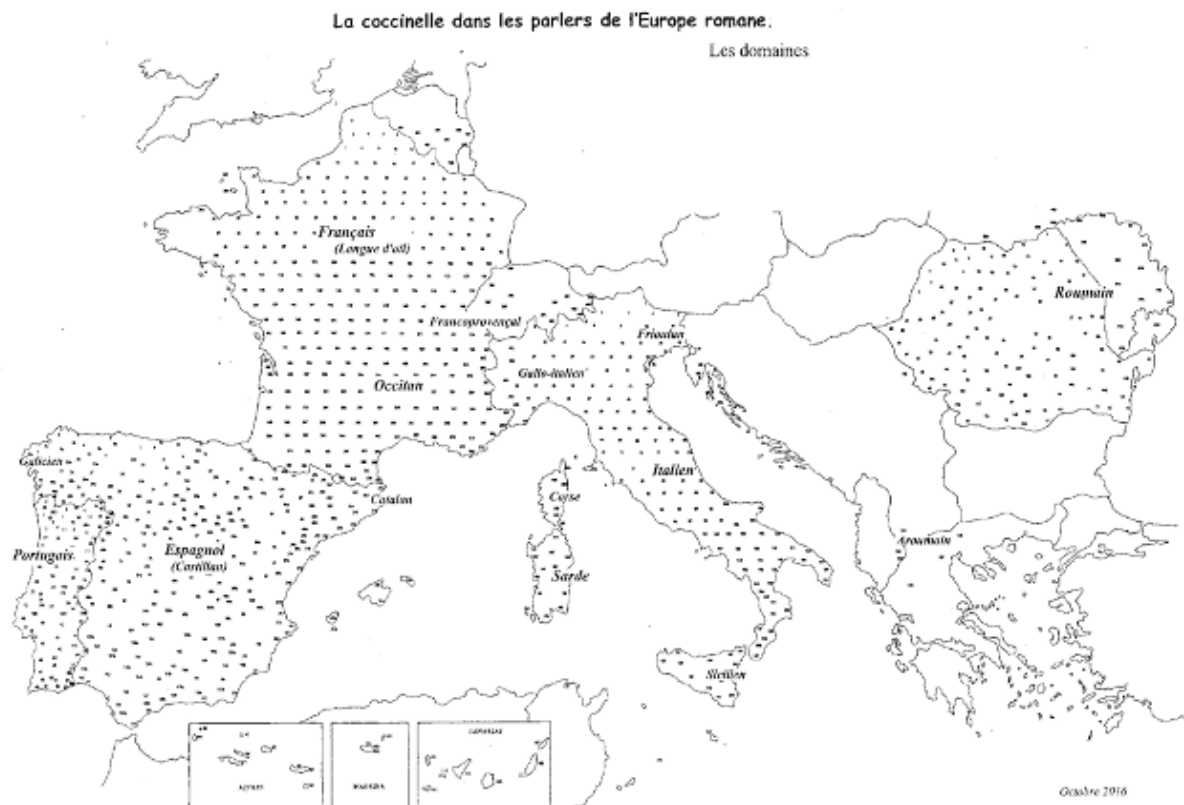 La coccinelle dans les parlers de l'Europe romane.
Les domaines
Français
(Langue d'oïl)
Roumain
Francoprovençal
Frioulan
Gallo-italien
Occitan
Galicien
Italien
Catalan
Corse
Portugais
Espagnol
(Castillan)
Aroumain
Sarde
Sicilien
MADEIRA
Octobre 2016